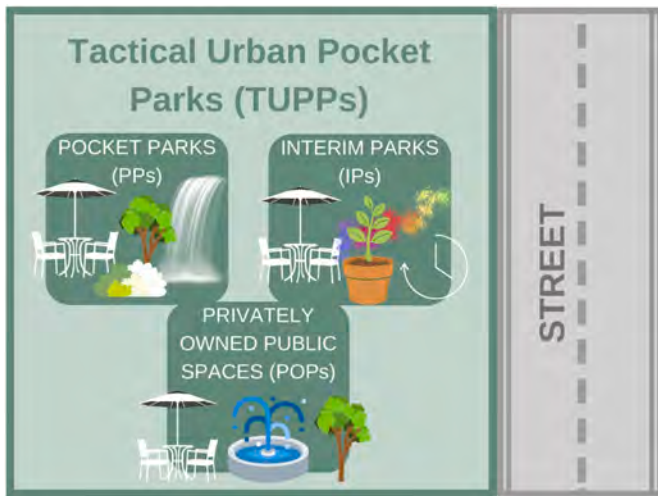 Tactical Urban Pocket
Parks (TUPPs)
POCKET PARKS
(PPs)
INTERIM PARKS
(IPs)
PRIVATELY
OWNED PUBLIC
SPACES (POPs)
STREET